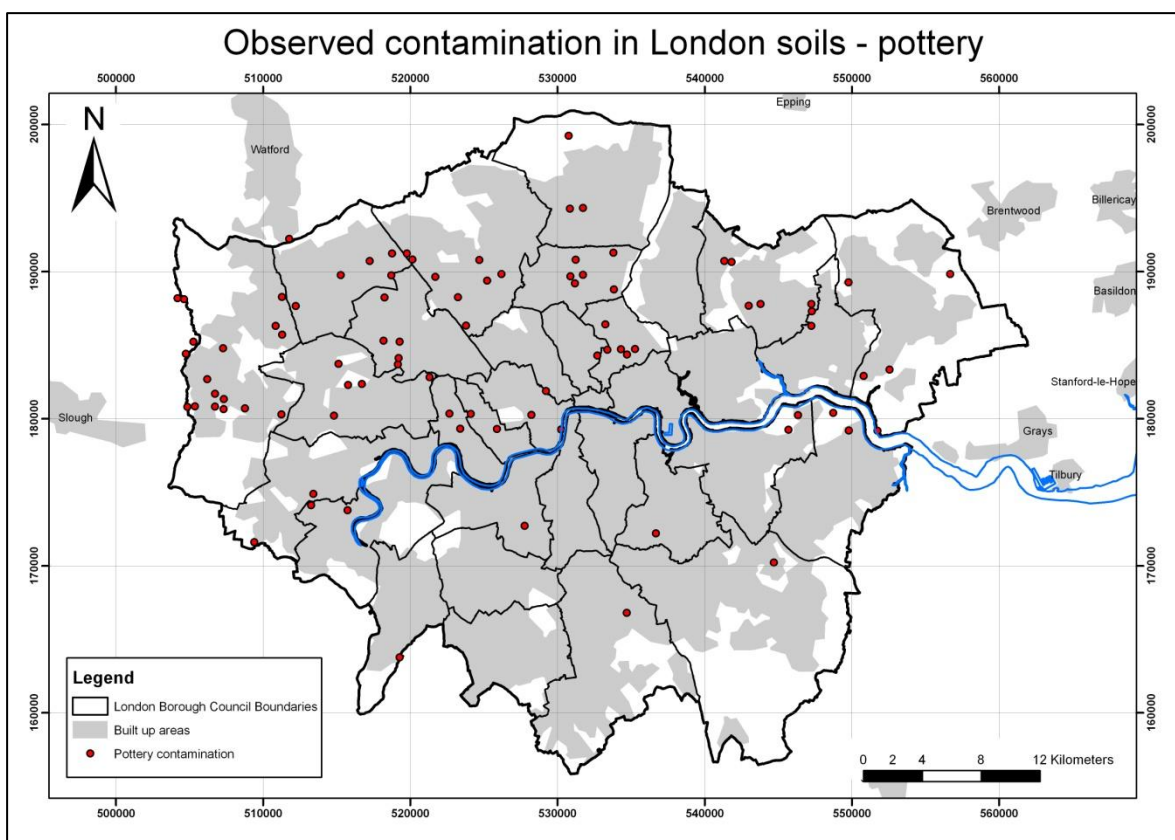 Observed contamination in London soils - pottery
500000 510000 520000 530000 540000 550000 560000
N
200000
190000
180000
170000
160000
200000
190000
180000
170000
160000
Epping
Watford
Brentwood
Billericay
Basildon
Stanford-le-Hope
Slough
Grays
Tilbury
Legend
London Borough Council Boundaries
Built up areas
Pottery contamination
0 2 4 8 12 Kilometers
500000 510000 520000 530000 540000 550000 560000